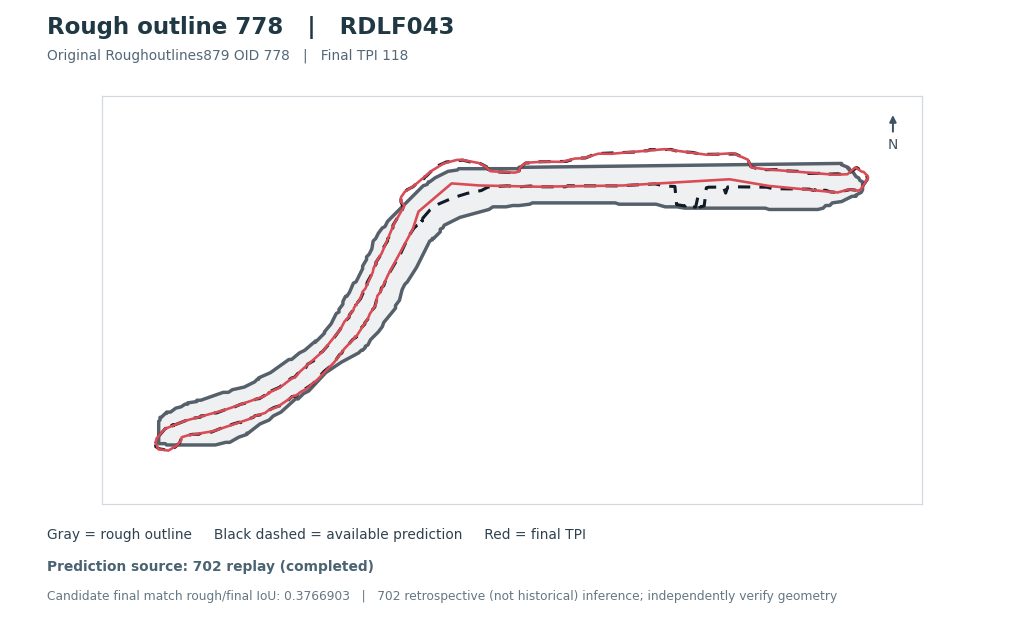 Rough outline 778 | RDLF043
Original Roughoutlines879 OID 778 | Final TPI 118
N
Gray = rough outline Black dashed = available prediction Red = final TPI
Prediction source: 702 replay (completed)
Candidate final match rough/final IoU: 0.3766903 | 702 retrospective (not historical) inference; independently verify geometry